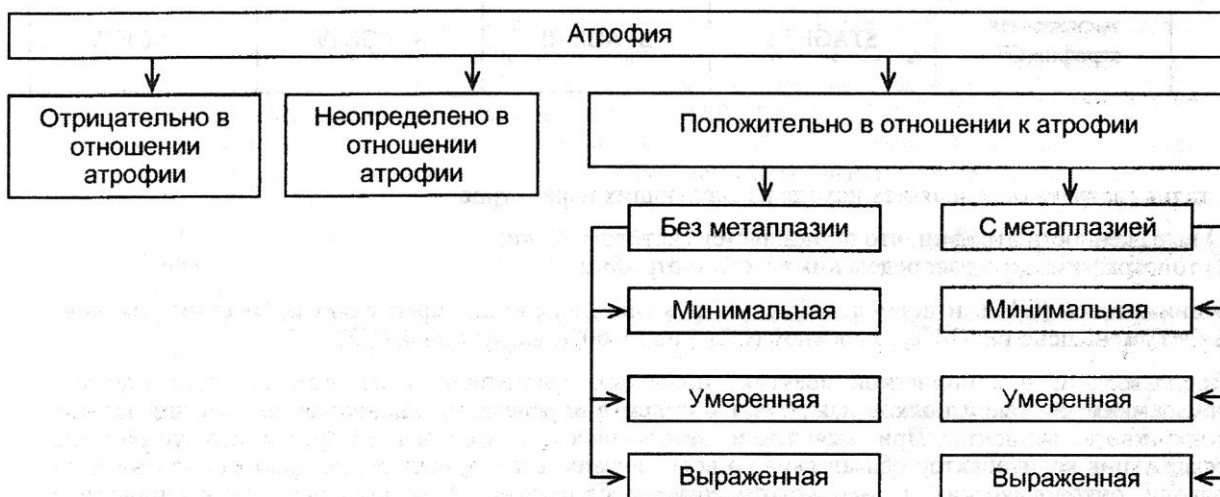 Атрофия
Отрицательно в
отношении
атрофии
Неопределено в
отношении
атрофии
Положительно в отношении к атрофии
Без метаплазии
С метаплазией
Минимальная
Минимальная
Умеренная
Умеренная
Выраженная
Выраженная